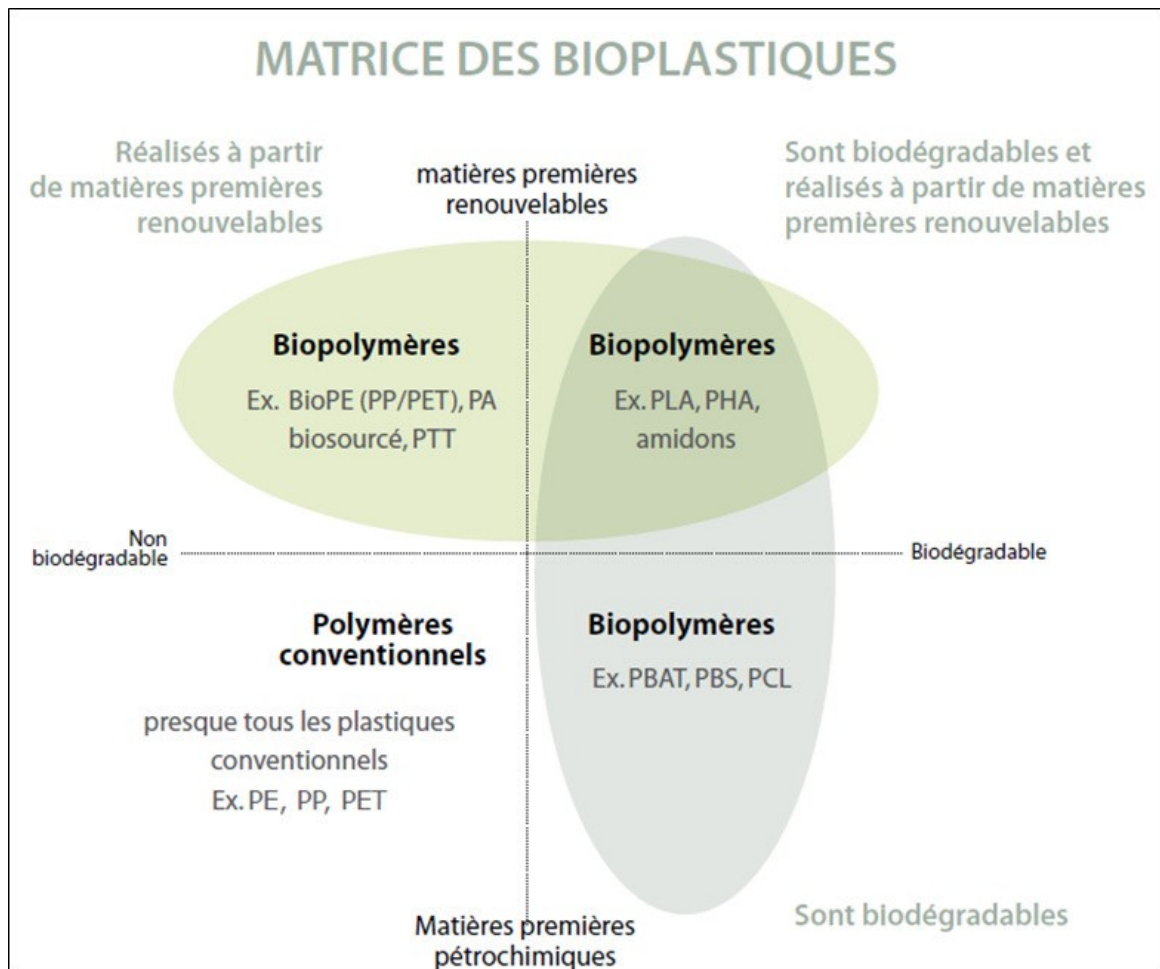 MATRICE DES BIOPLASTIQUES
Réalisés à partir
de matières premières
renouvelables
matières premières
renouvelables
Sont biodégradables et
réalisés à partir de matières
premières renouvelables
Biopolymères
Ex. BioPE (PP/PET), PA
biosourcé, PTT
Biopolymères
Ex. PLA, PHA,
amidons
Non
biodégradable
Biodégradable
Polymères
conventionnels
presque tous les plastiques
conventionnels
Ex. PE, PP, PET
Biopolymères
Ex. PBAT, PBS, PCL
Matières premières
pétrochimiques
Sont biodégradables